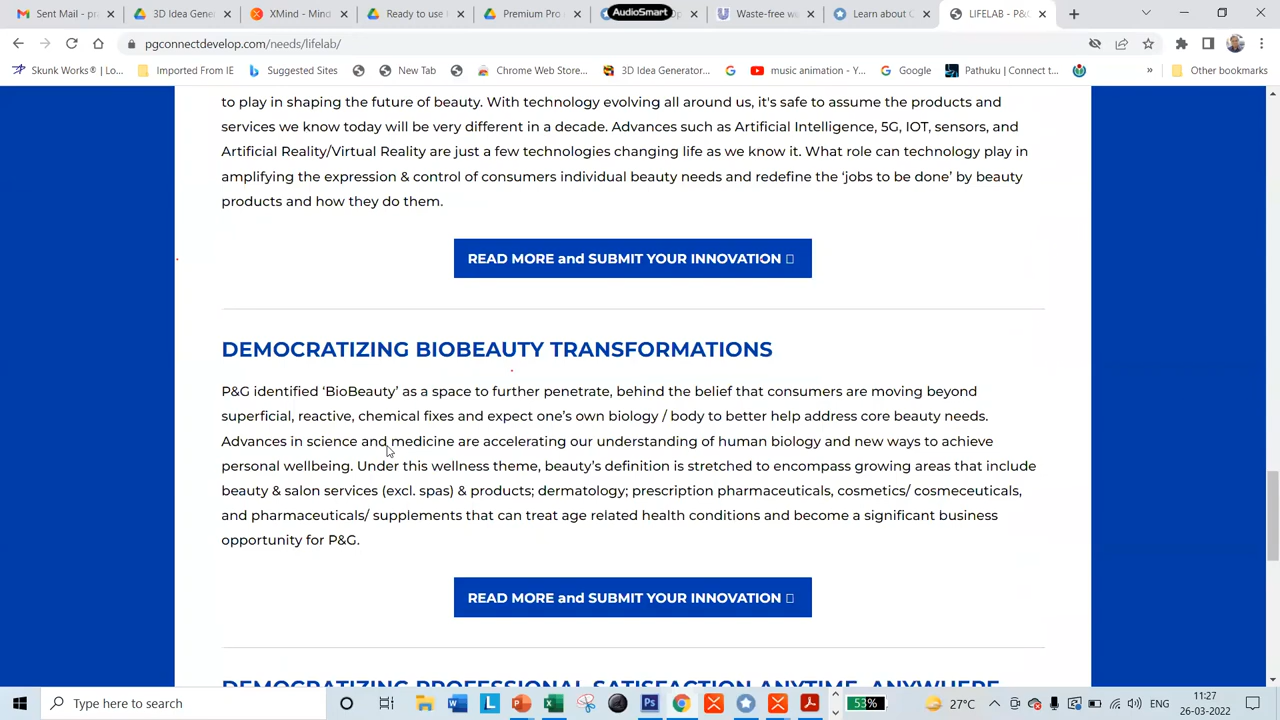 Sent Mail - pr
3D Idea Gene
XMind - Mind
Ready to use
Premium Pro
AudioSmart
Op
Waste-free w
Learn about C
LIFELAB - P&G
pgconnectdevelop.com/needs/lifelab/
Skunk Works® | Lo...
Imported From IE
Suggested Sites
New Tab
Chrome Web Store...
3D Idea Generator...
music animation - Y...
Google
Pathuku | Connect t...
»
Other bookmarks
to play in shaping the future of beauty. With technology evolving all around us, it's safe to assume the products and
services we know today will be very different in a decade. Advances such as Artificial Intelligence, 5G, IOT, sensors, and
Artificial Reality/Virtual Reality are just a few technologies changing life as we know it. What role can technology play in
amplifying the expression & control of consumers individual beauty needs and redefine the ‘jobs to be done’ by beauty
products and how they do them.
READ MORE and SUBMIT YOUR INNOVATION
DEMOCRATIZING BIOBEAUTY TRANSFORMATIONS
P&G identified ‘BioBeauty’ as a space to further penetrate, behind the belief that consumers are moving beyond
superficial, reactive, chemical fixes and expect one’s own biology / body to better help address core beauty needs.
Advances in science and medicine are accelerating our understanding of human biology and new ways to achieve
personal wellbeing. Under this wellness theme, beauty’s definition is stretched to encompass growing areas that include
beauty & salon services (excl. spas) & products; dermatology; prescription pharmaceuticals, cosmetics/ cosmeceuticals,
and pharmaceuticals/ supplements that can treat age related health conditions and become a significant business
opportunity for P&G.
READ MORE and SUBMIT YOUR INNOVATION
DEMOCRATIZING PROFESSIONAL SATISFACTION ANYTIME, ANYWHERE
Type here to search
53%
27°C
ENG
11:27
26-03-2022